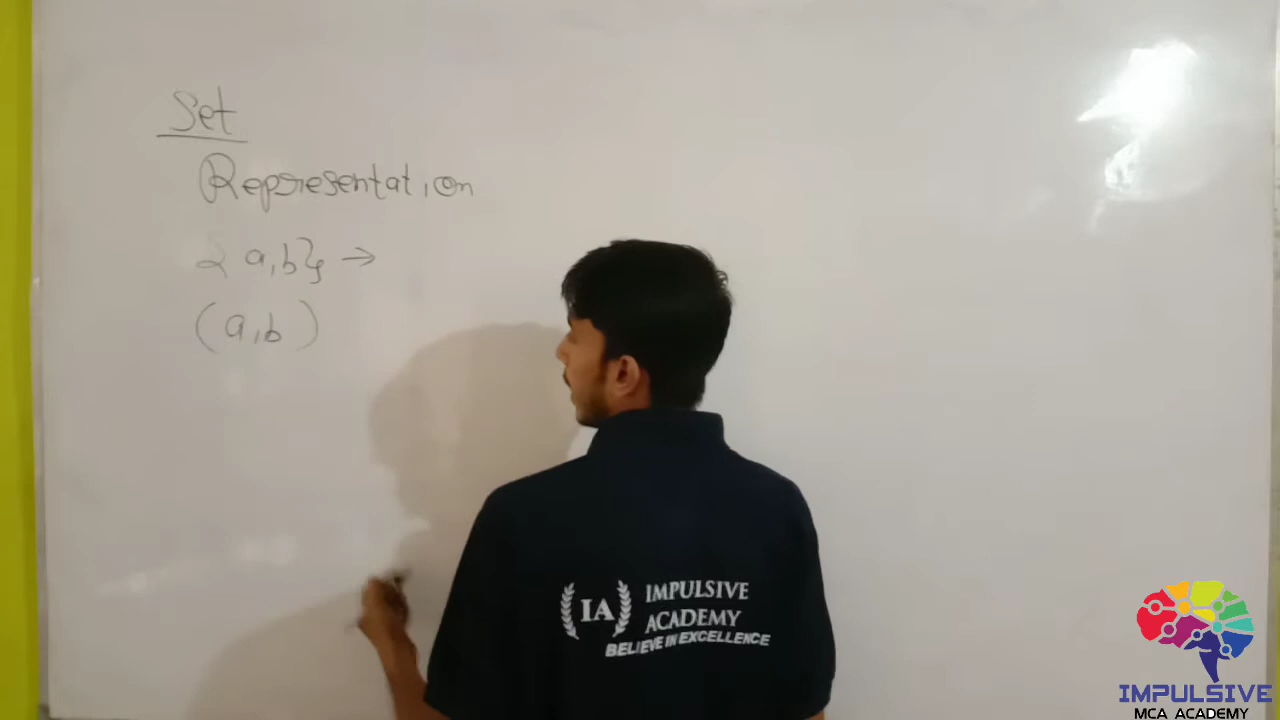 Set
Representation
{ a, b } →
( a, b )
IA
IMPULSIVE
ACADEMY
BELIEVE IN EXCELLENCE
IMPULSIVE
MCA ACADEMY